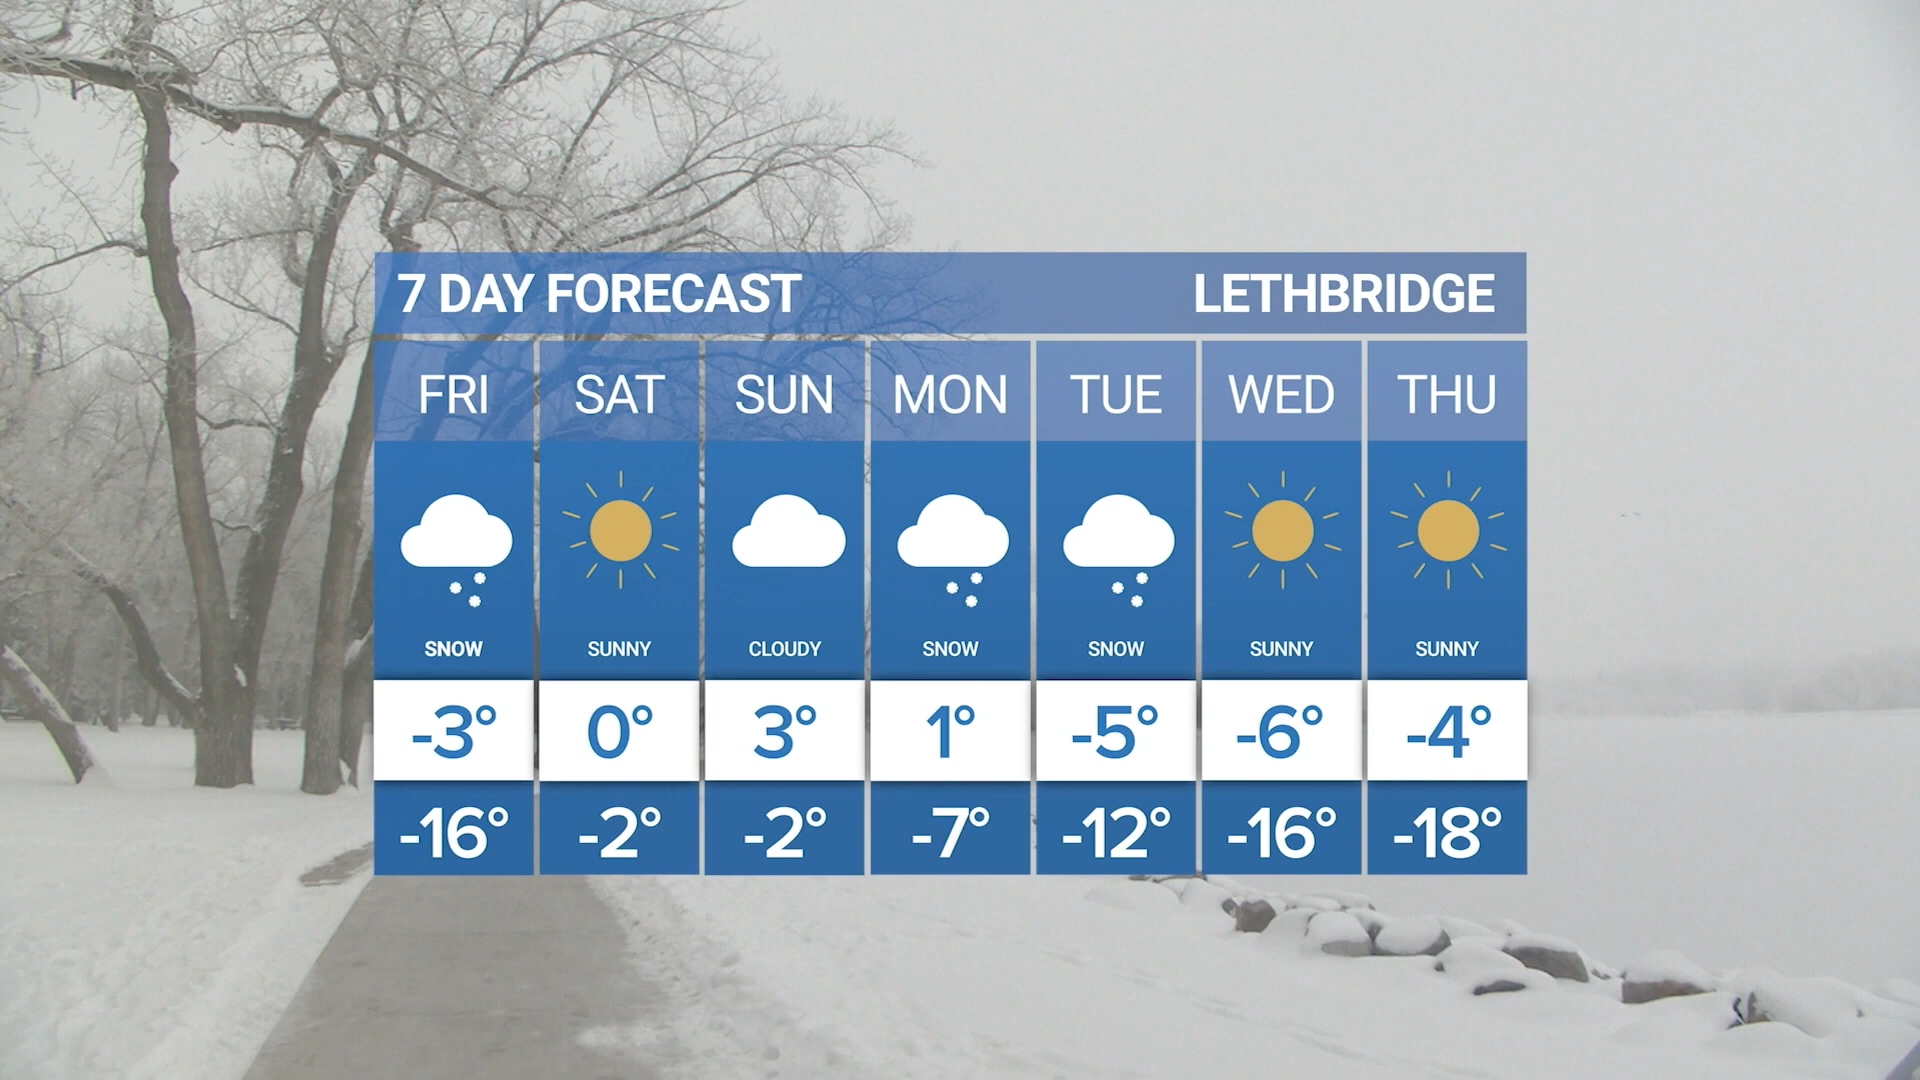 7 DAY FORECAST LETHBRIDGE
FRI SAT SUN MON TUE WED THU
SNOW SUNNY CLOUDY SNOW SNOW SUNNY SUNNY
-3° 0° 3° 1° -5° -6° -4°
-16° -2° -2° -7° -12° -16° -18°